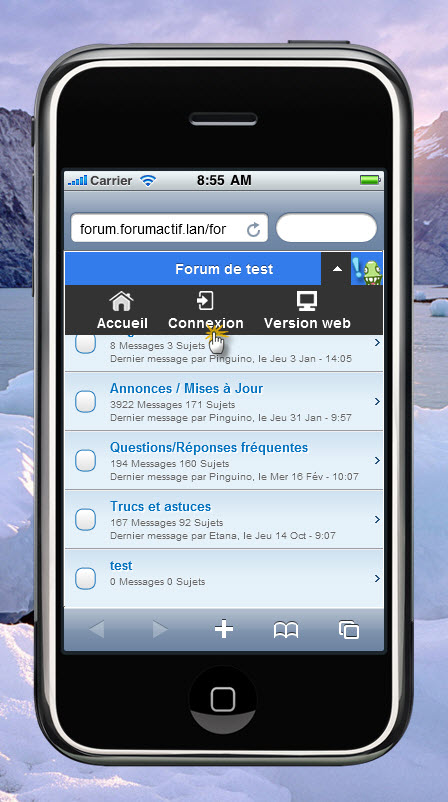 Carrier 8:55 AM
forum.forumactif.lan/for
Forum de test
Accueil Connexion Version web
8 Messages 3 Sujets
Dernier message par Pinguino, le Jeu 3 Jan - 14:05
Annonces / Mises à Jour
3922 Messages 171 Sujets
Dernier message par Pinguino, le Jeu 31 Jan - 9:57
Questions/Réponses fréquentes
194 Messages 160 Sujets
Dernier message par Pinguino, le Mer 16 Fév - 10:07
Trucs et astuces
167 Messages 92 Sujets
Dernier message par Etana, le Jeu 14 Oct - 9:07
test
0 Messages 0 Sujets